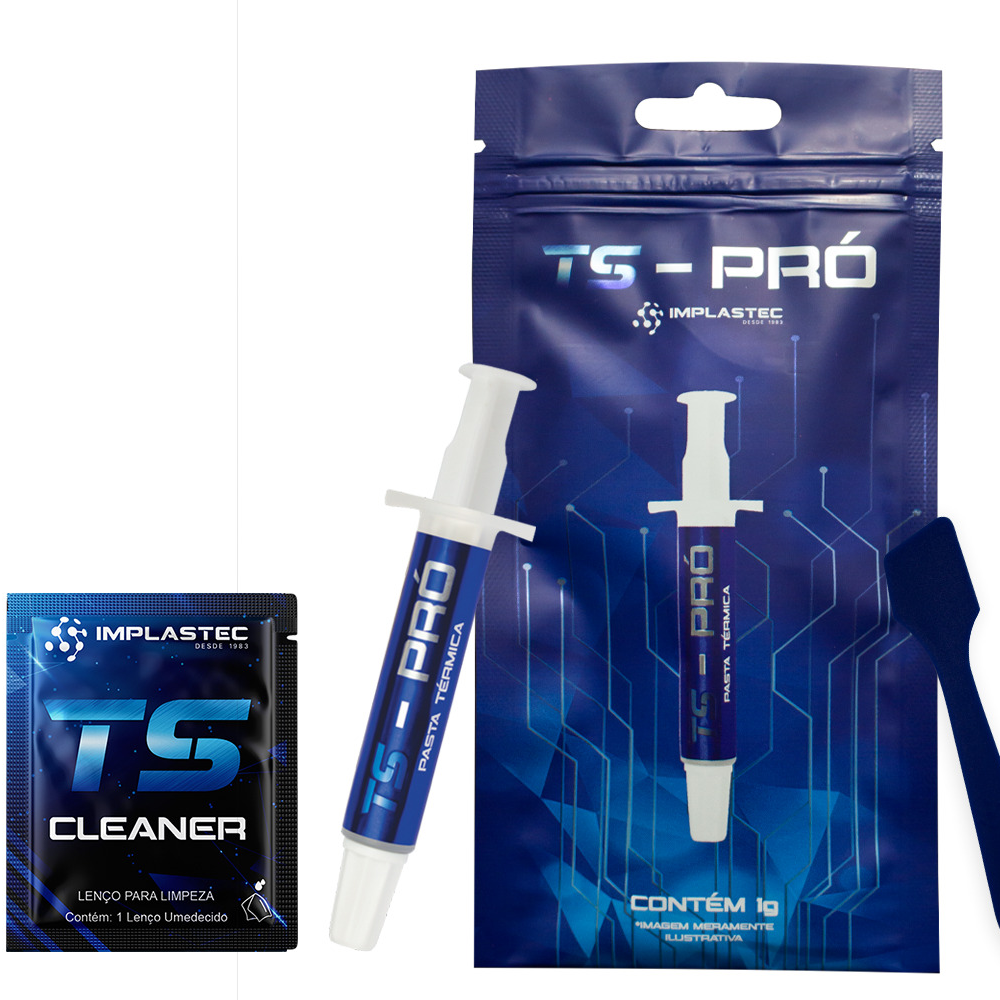 TS - PRÓ
IMPLASTEC
DESDE 1983
TS - PRÓ
PASTA TÉRMICA
TS - PRÓ
PASTA TÉRMICA
CONTÉM 1g
*IMAGEM MERAMENTE
ILUSTRATIVA
IMPLASTEC
DESDE 1983
TS
CLEANER
LENÇO PARA LIMPEZA
Contém: 1 Lenço Umedecido